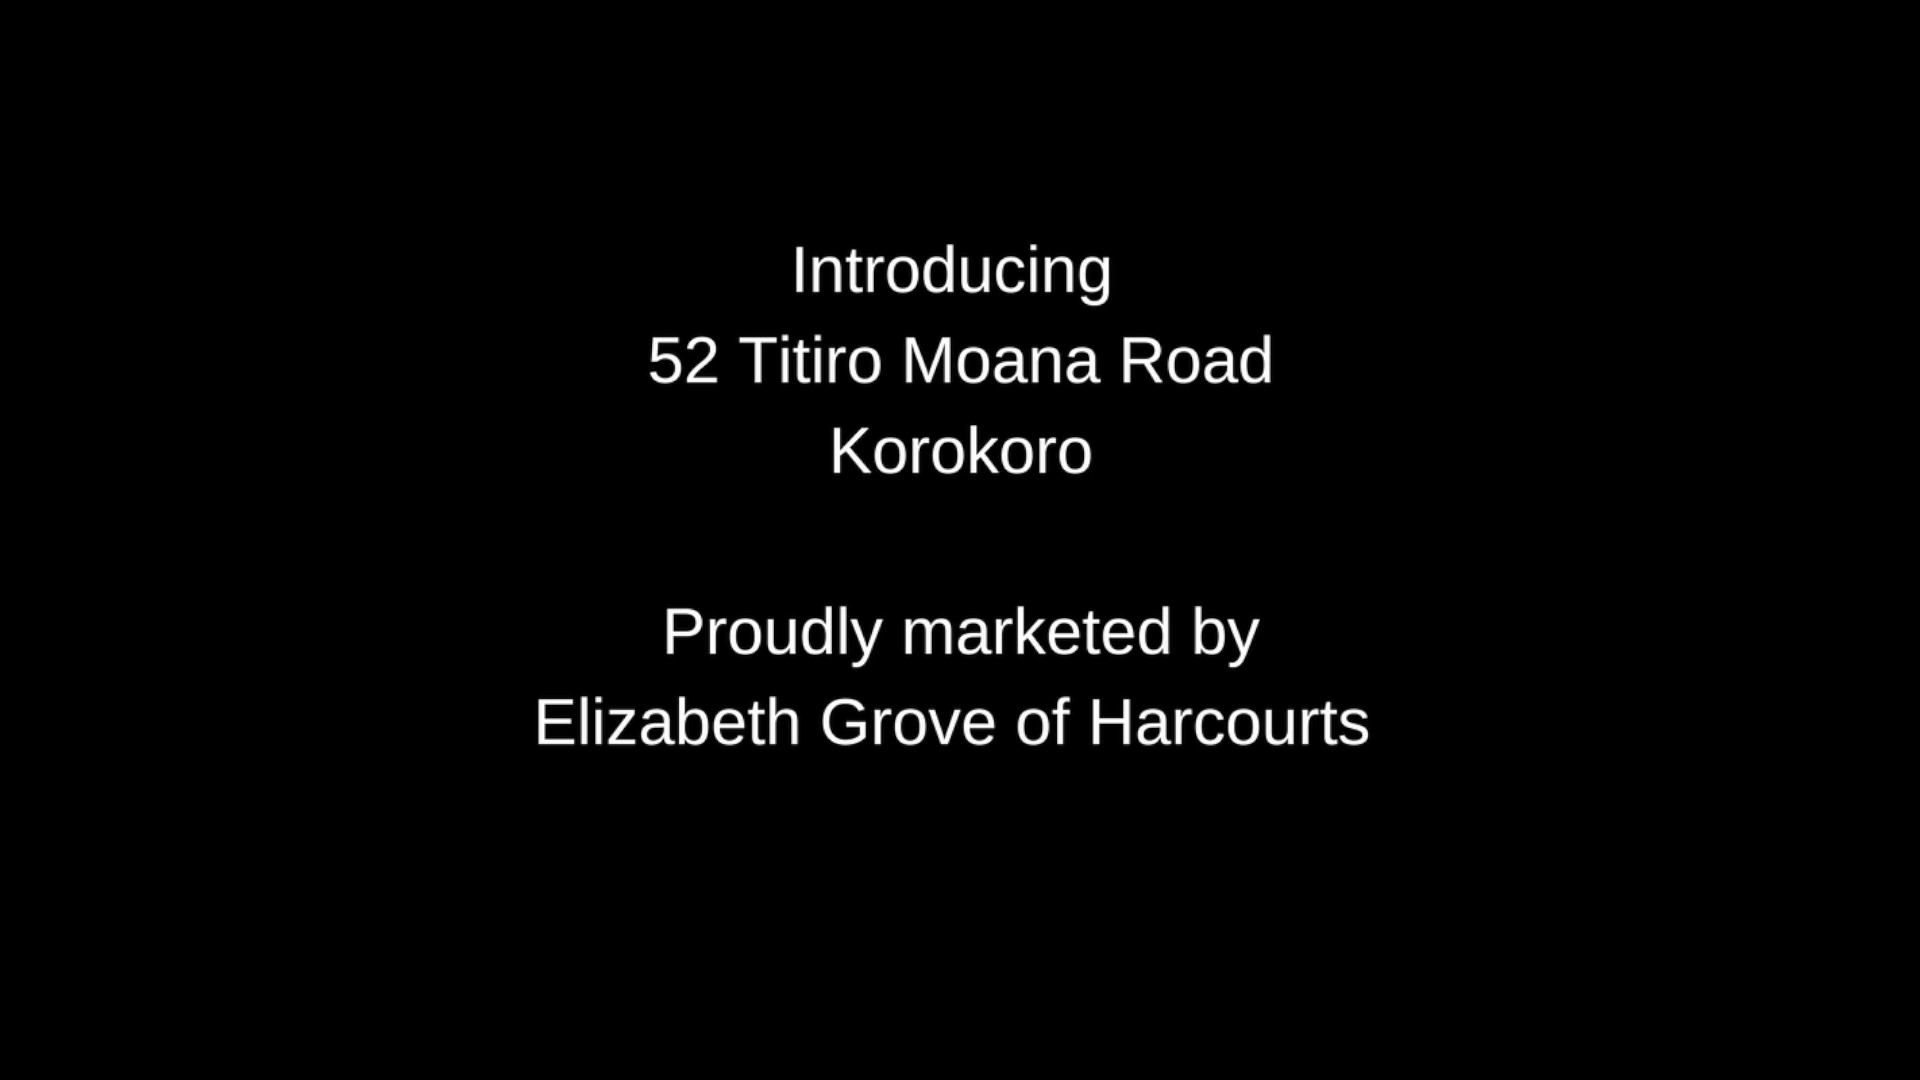 Introducing
52 Titiro Moana Road
Korokoro
Proudly marketed by
Elizabeth Grove of Harcourts